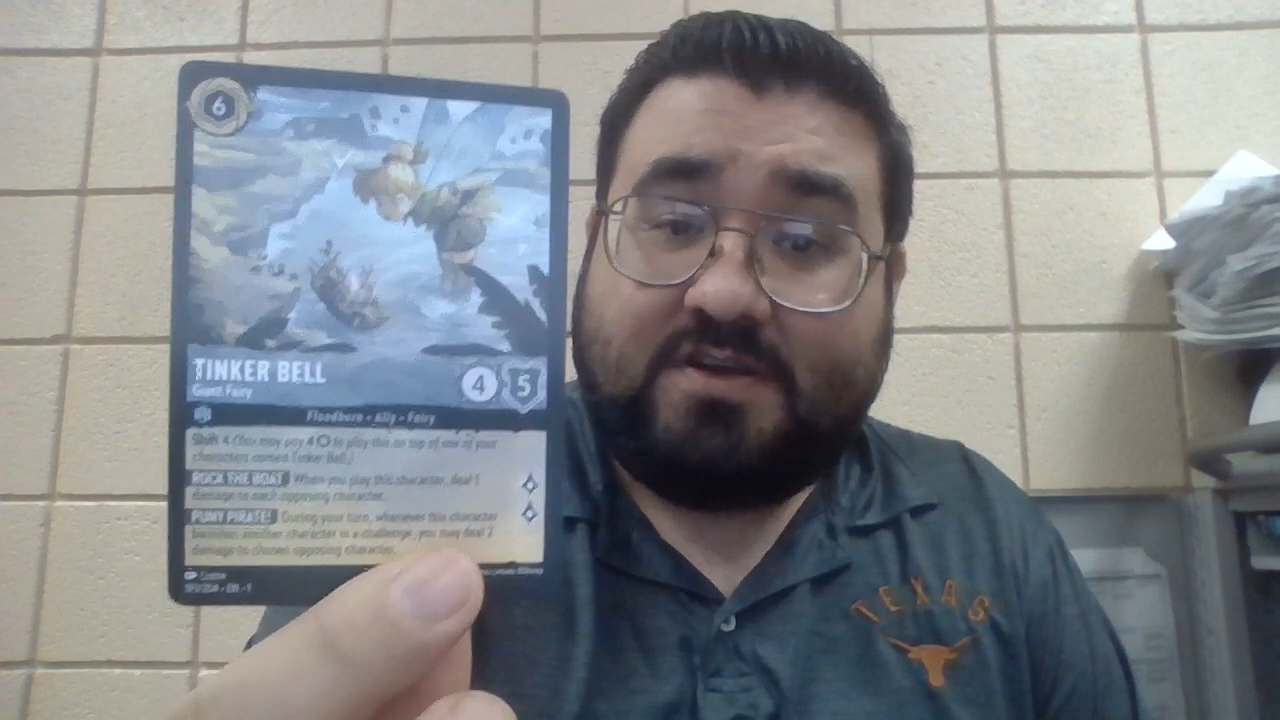 6
TINKER BELL
Giant Fairy
4 5
Floodborn • Ally • Fairy
Shift 4 (You may pay 4 to play this on top of one of your
characters named Tinker Bell.)
ROCK THE BOAT When you play this character, deal 1
damage to each opposing character.
PUNY PIRATE! During your turn, whenever this character
banishes another character in a challenge, you may deal 2
damage to chosen opposing character.
EN • 1
TEXAS